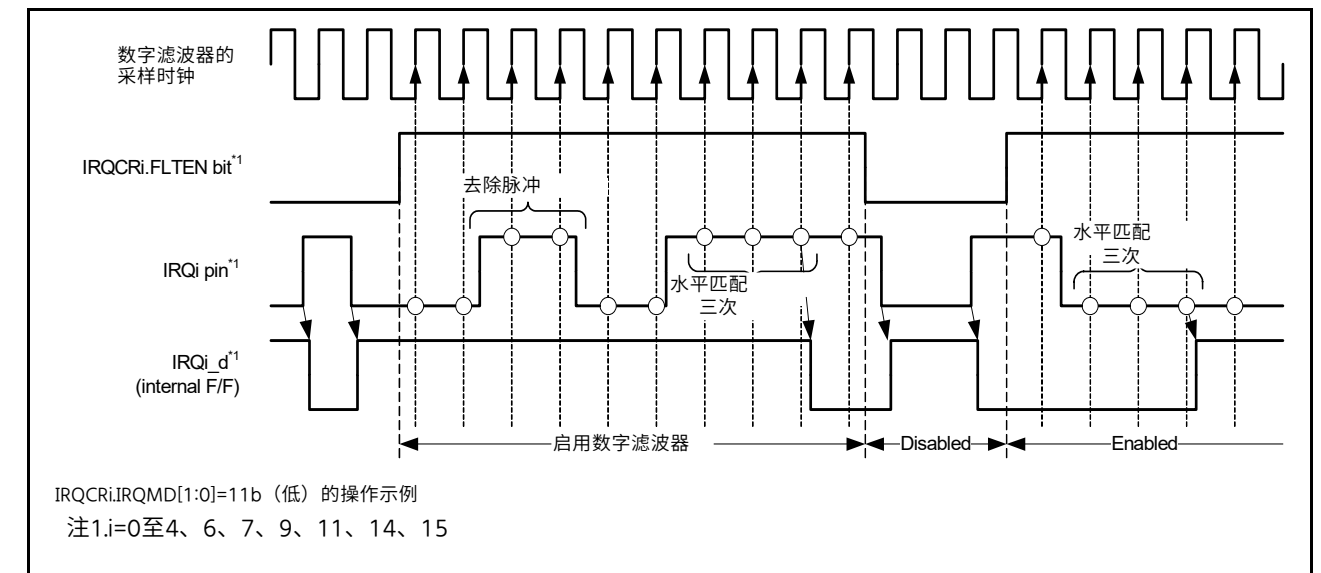 数字滤波器的
采样时钟
IRQCRi.FLTEN bit*1
去除脉冲
IRQi pin*1
水平匹配
三次
水平匹配
三次
IRQi_d*1
(internal F/F)
启用数字滤波器
Disabled
Enabled
IRQCRi.IRQMD[1:0]=11b（低）的操作示例
注1.i=0至4、6、7、9、11、14、15